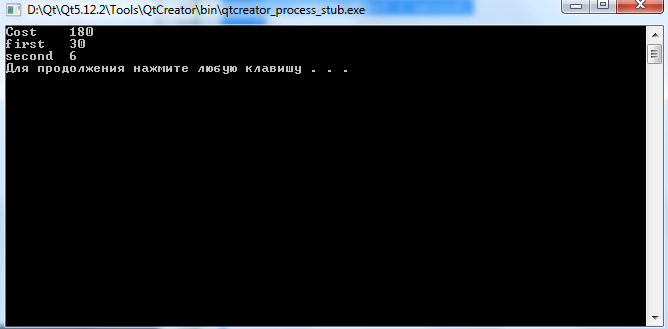 D:\Qt\Qt5.12.2\Tools\QtCreator\bin\qtcreator_process_stub.exe
Cost    180
first   30
second  6
Для продолжения нажмите любую клавишу . . .